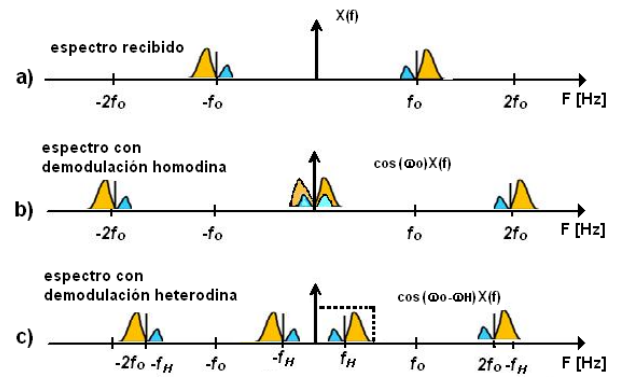 X(f)
espectro recibido
a)
-2fo -fo fo 2fo F [Hz]
espectro con
demodulación homodina
cos (ωo)X(f)
b)
-2fo -fo fo 2fo F [Hz]
espectro con
demodulación heterodina
cos (ωo-ωH)X(f)
c)
-2fo -fH -fo -fH fH fo 2fo -fH F [Hz]